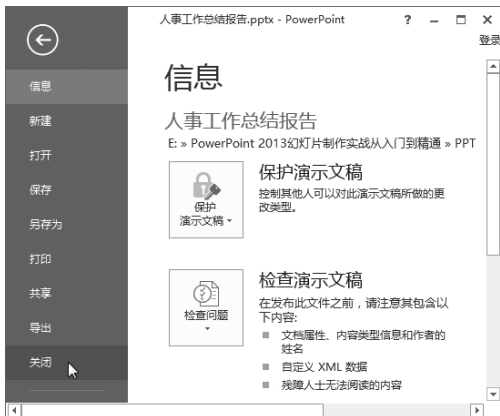 人事工作总结报告.pptx - PowerPoint
?
登录
信息
新建
打开
保存
另存为
打印
共享
导出
关闭
信息
人事工作总结报告
E: » PowerPoint 2013幻灯片制作实战从入门到精通 » PPT
保护
演示文稿
保护演示文稿
控制其他人可以对此演示文稿所做的更
改类型。
检查问题
检查演示文稿
在发布此文件之前，请注意其包含以
下内容:
文档属性、内容类型信息和作者的
姓名
自定义 XML 数据
残障人士无法阅读的内容